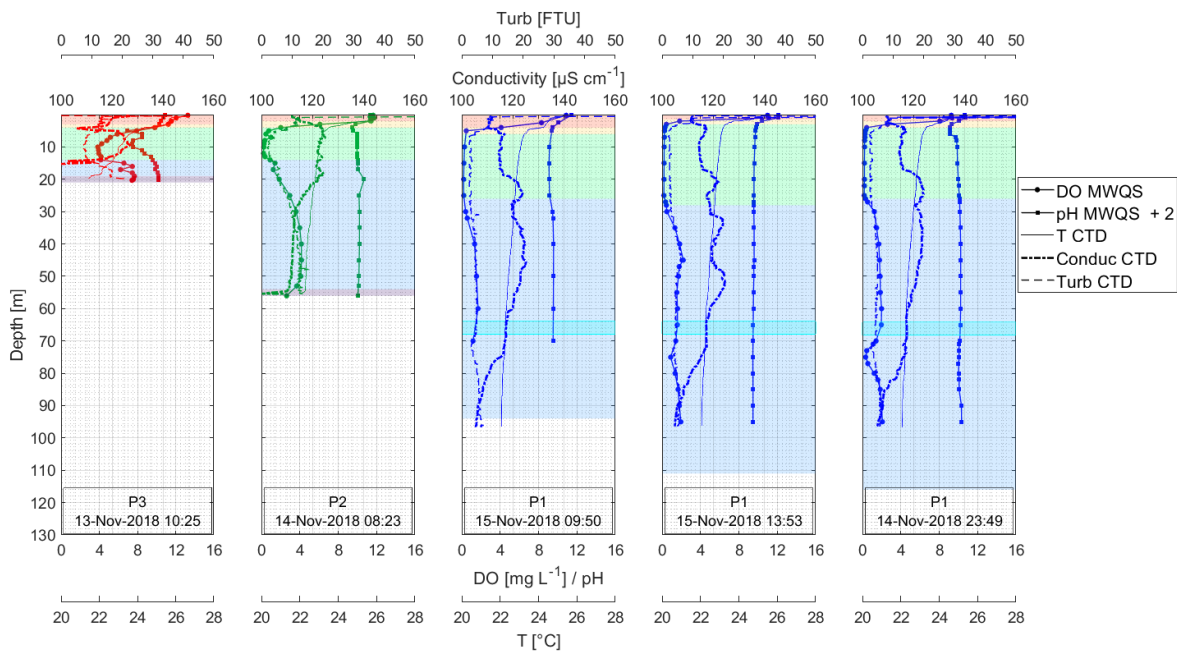 Turb [FTU]
0 10 20 30 40 50 0 10 20 30 40 50 0 10 20 30 40 50 0 10 20 30 40 50 0 10 20 30 40 50
Conductivity [µS cm⁻¹]
100 120 140 160 100 120 140 160 100 120 140 160 100 120 140 160 100 120 140 160
Depth [m]
10
20
30
40
50
60
70
80
90
100
110
120
130
DO MWQS
pH MWQS + 2
T CTD
Conduc CTD
Turb CTD
P3
13-Nov-2018 10:25
P2
14-Nov-2018 08:23
P1
15-Nov-2018 09:50
P1
15-Nov-2018 13:53
P1
14-Nov-2018 23:49
0 4 8 12 16 0 4 8 12 16 0 4 8 12 16 0 4 8 12 16 0 4 8 12 16
DO [mg L⁻¹] / pH
20 22 24 26 28 20 22 24 26 28 20 22 24 26 28 20 22 24 26 28 20 22 24 26 28
T [°C]